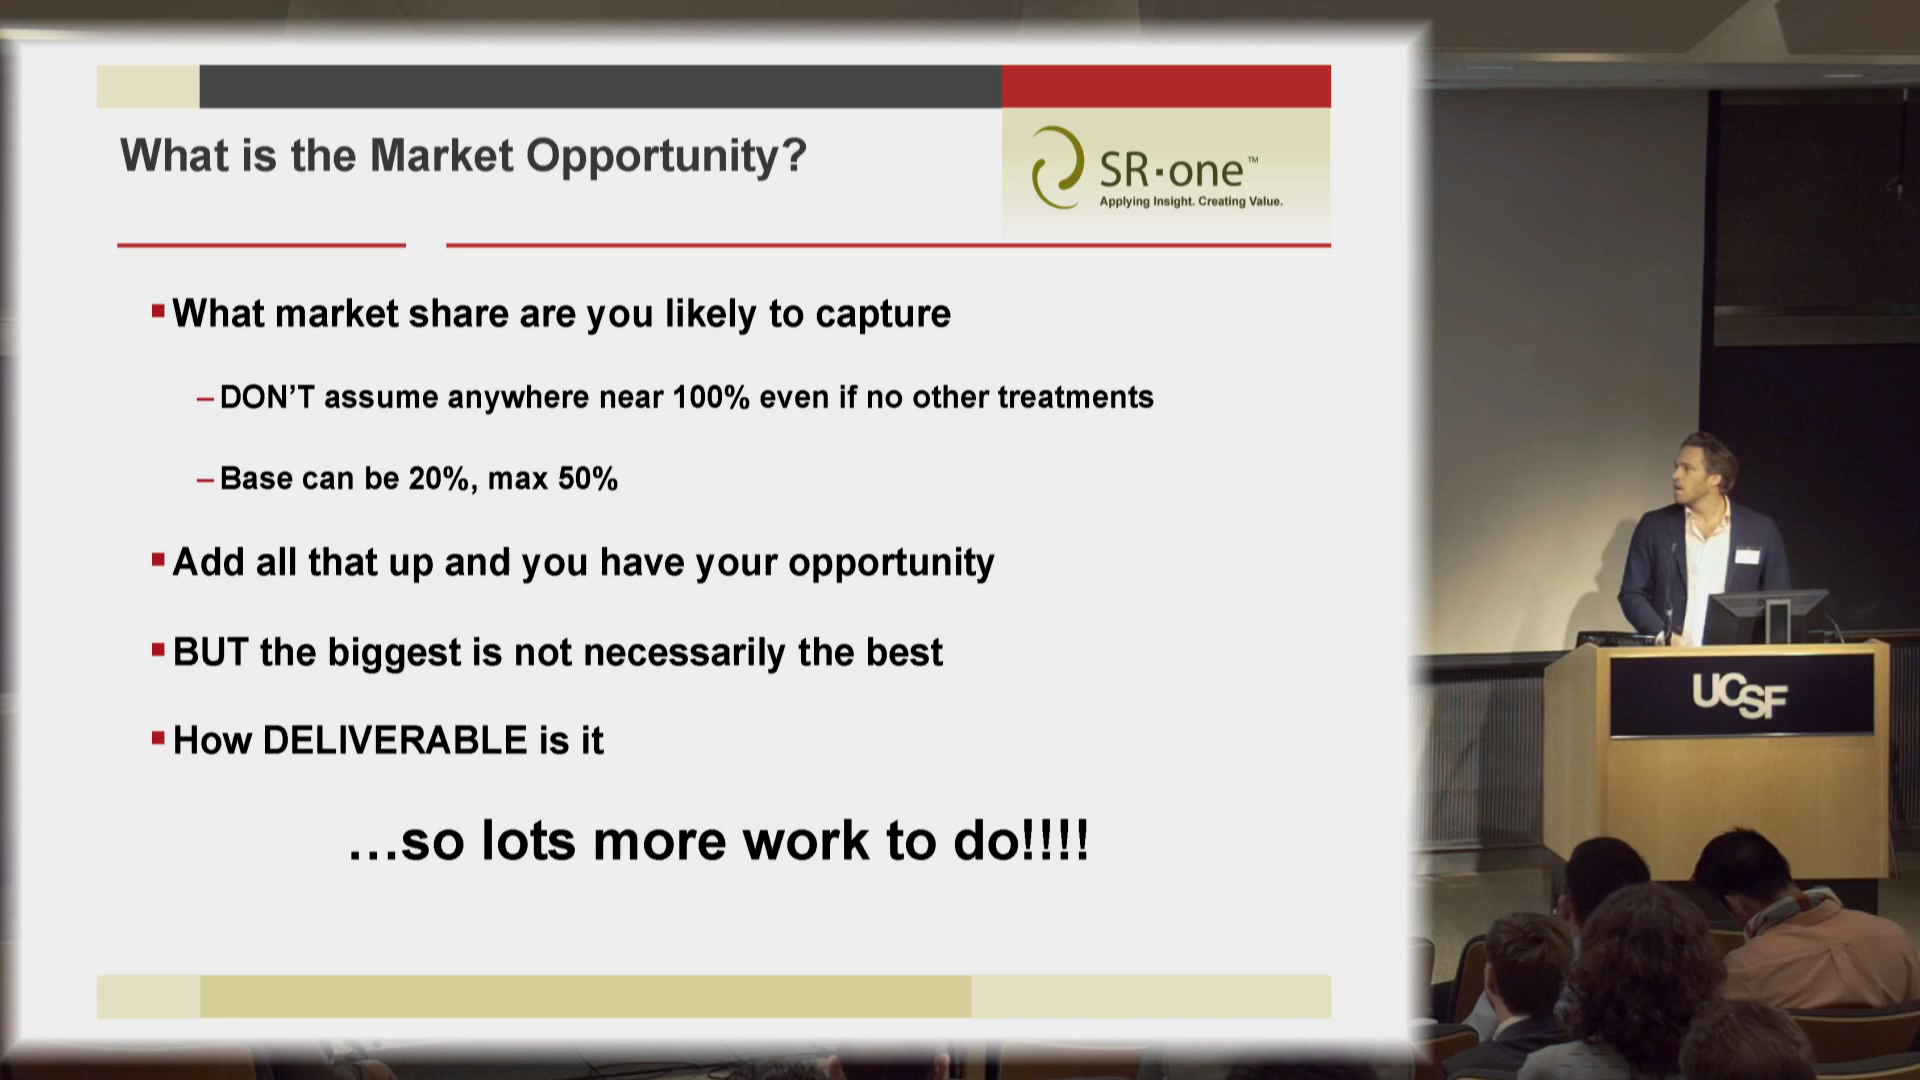 What is the Market Opportunity?
SR·one™
Applying Insight. Creating Value.
▪ What market share are you likely to capture
– DON'T assume anywhere near 100% even if no other treatments
– Base can be 20%, max 50%
▪ Add all that up and you have your opportunity
▪ BUT the biggest is not necessarily the best
▪ How DELIVERABLE is it
…so lots more work to do!!!!
UCSF